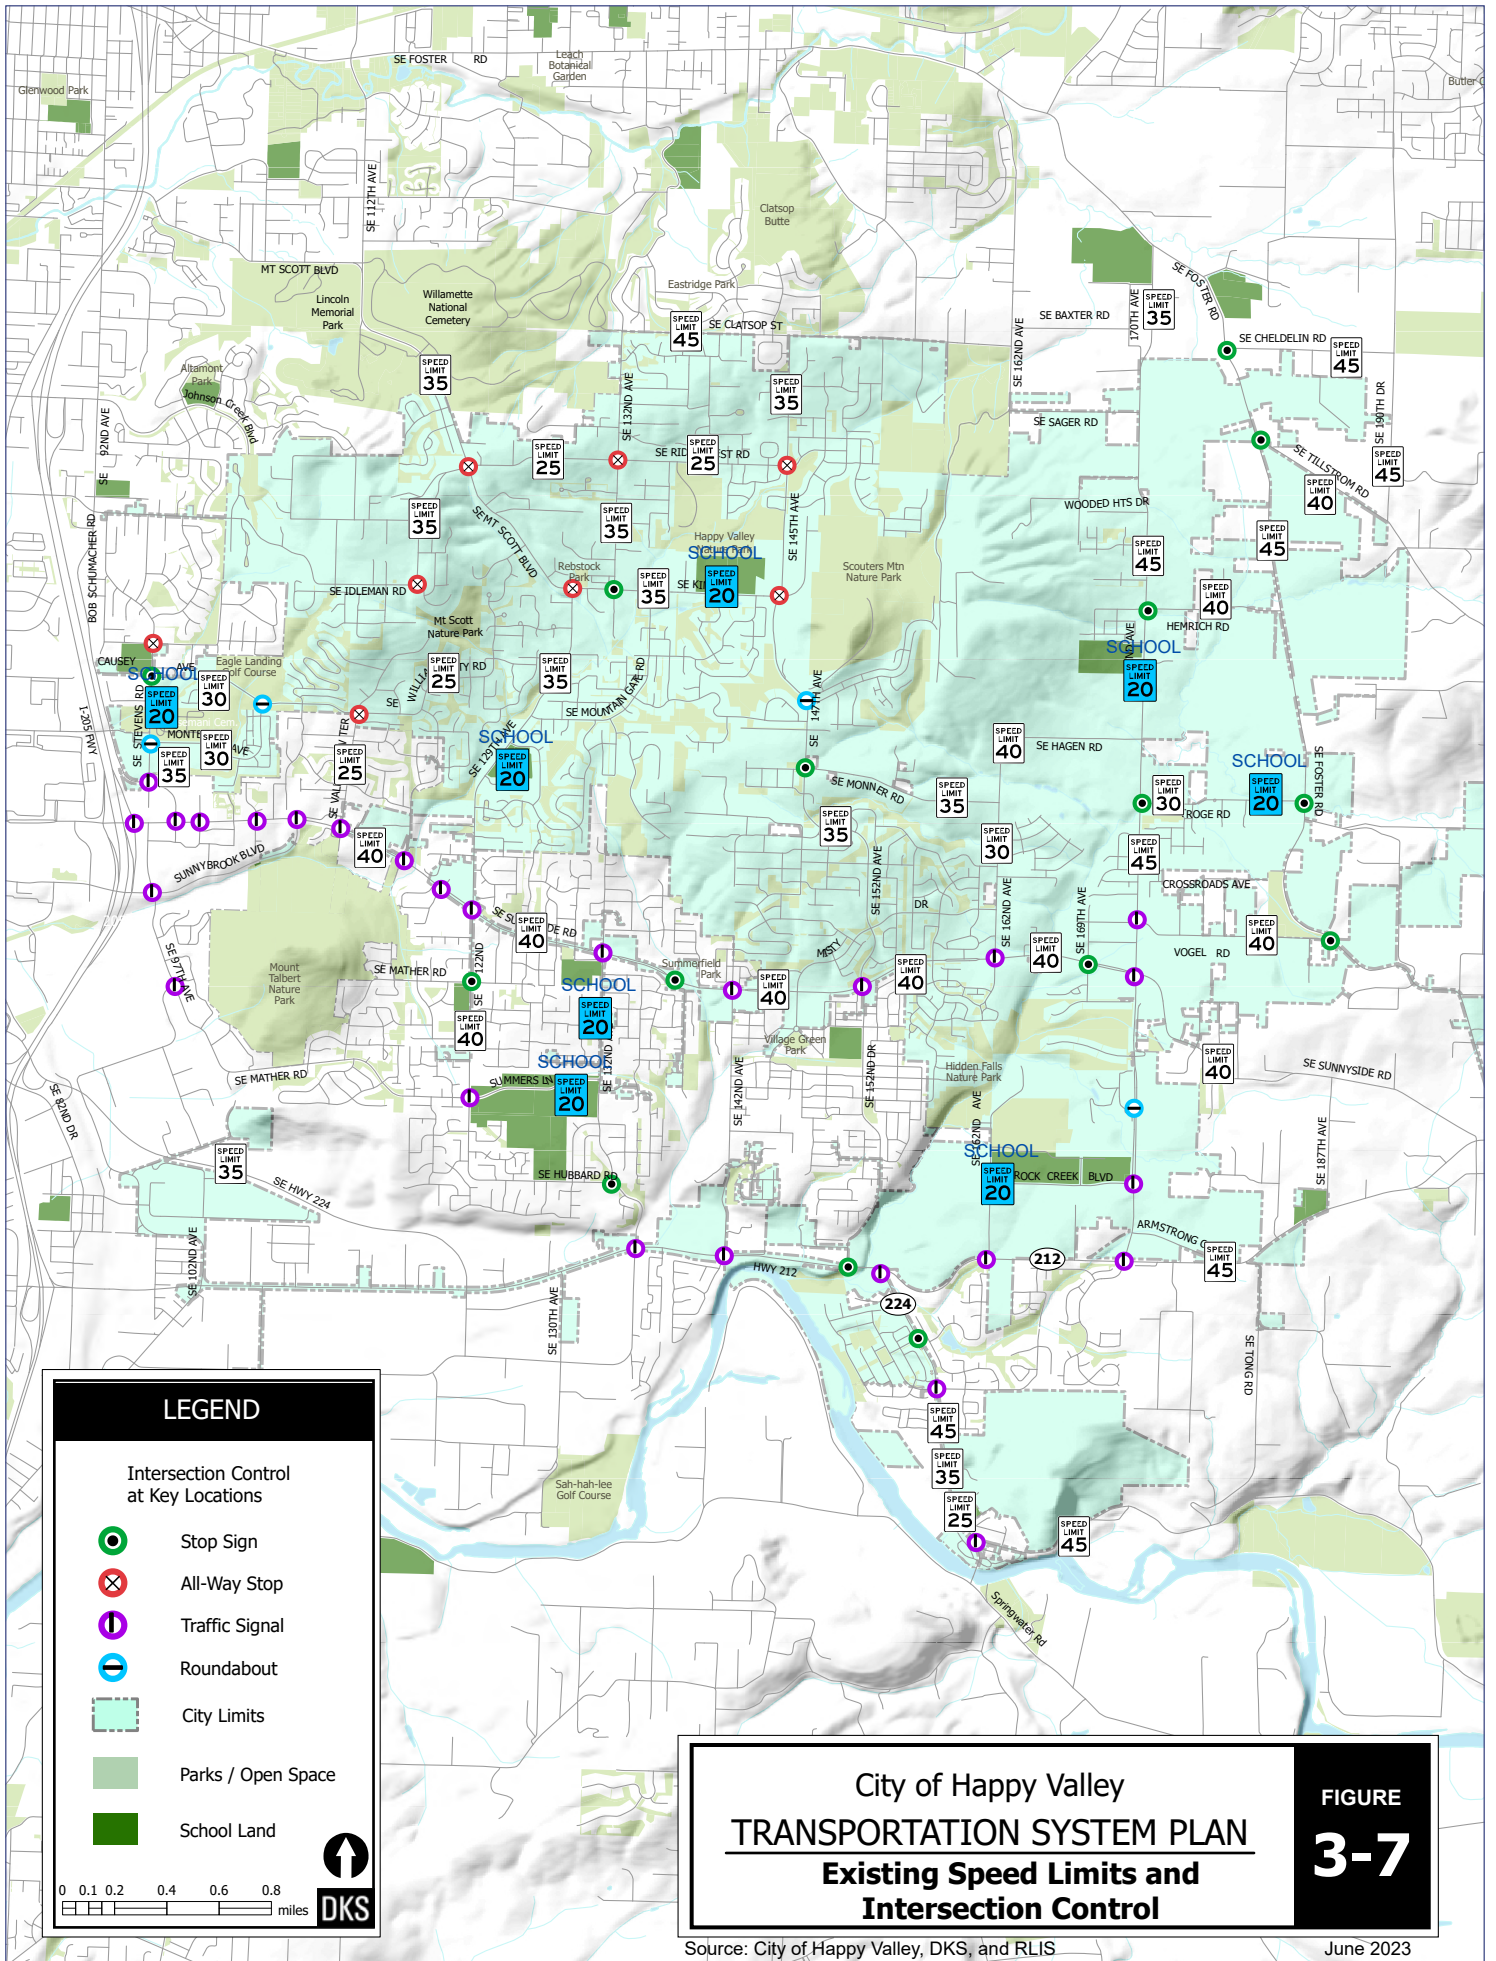 SE FOSTER RD
Leach
Botanical
Garden
Glenwood Park
Butler
SE 112TH AVE
Clatsop
Butte
MT SCOTT BLVD
Lincoln
Memorial
Park
Willamette
National
Cemetery
Eastridge Park
SE CLATSOP ST
SPEED
LIMIT
45
SE FOSTER RD
170TH AVE
SPEED
LIMIT
35
SE BAXTER RD
SE 162ND AVE
SE CHELDELIN RD
SPEED
LIMIT
45
SPEED
LIMIT
35
Altamont
Park
Johnson Creek Blvd
SE 92ND AVE
SE 132ND AVE
SPEED
LIMIT
35
SE 190TH DR
SE SAGER RD
SPEED
LIMIT
25
SPEED
LIMIT
25
SE TILLSTROM RD
SPEED
LIMIT
45
SPEED
LIMIT
40
WOODED HTS DR
SPEED
LIMIT
35
SE MT SCOTT BLVD
SPEED
LIMIT
35
SE 145TH AVE
SPEED
LIMIT
45
BOB SCHUMACHER RD
Happy Valley
Nature Park
SCHOOL
SPEED
LIMIT
20
SPEED
LIMIT
45
Rebstock
Park
Scouters Mtn
Nature Park
SE IDLEMAN RD
SPEED
LIMIT
35
SPEED
LIMIT
40
HEMRICH RD
Mt Scott
Nature Park
SCHOOL
SPEED
LIMIT
20
CAUSEY AVE
Eagle Landing
Golf Course
SCHOOL
SPEED
LIMIT
20
SPEED
LIMIT
30
SPEED
LIMIT
25
SPEED
LIMIT
35
SE MOUNTAIN GATE RD
SE STEVENS RD
I-205 FWY
SPEED
LIMIT
30
SPEED
LIMIT
35
SPEED
LIMIT
25
SE 129TH AVE
SCHOOL
SPEED
LIMIT
20
SE 147TH AVE
SPEED
LIMIT
40
SE HAGEN RD
SE MONNER RD
SPEED
LIMIT
35
SPEED
LIMIT
30
SCHOOL
SPEED
LIMIT
20
SE FOSTER RD
SUNNYBROOK BLVD
SPEED
LIMIT
40
SPEED
LIMIT
35
SPEED
LIMIT
30
SPEED
LIMIT
45
CROSSROADS AVE
SE 152ND AVE
SE 162ND AVE
SE 169TH AVE
MISTY DR
SPEED
LIMIT
40
SPEED
LIMIT
40
SPEED
LIMIT
40
VOGEL RD
SE 97TH AVE
Mount
Talbert
Nature
Park
SE MATHER RD
SE 122ND
Summerfield
Park
SPEED
LIMIT
40
SPEED
LIMIT
40
SCHOOL
SPEED
LIMIT
20
SE 132ND
SPEED
LIMIT
40
Village Green
Park
SE 152ND DR
SE 142ND AVE
Hidden Falls
Nature Park
SPEED
LIMIT
40
SE SUNNYSIDE RD
SE MATHER RD
SCHOOL
SPEED
LIMIT
20
SUMMERS LN
SE 82ND DR
SE 162ND AVE
SCHOOL
SPEED
LIMIT
20
ROCK CREEK BLVD
SE 187TH AVE
SPEED
LIMIT
35
SE HWY 224
SE HUBBARD RD
SE 102ND AVE
SE 130TH AVE
HWY 212
212
224
ARMSTRONG
SPEED
LIMIT
45
SE TONG RD
SPEED
LIMIT
45
SPEED
LIMIT
35
SPEED
LIMIT
25
SPEED
LIMIT
45
Sah-hah-lee
Golf Course
Springwater Rd
LEGEND
Intersection Control
at Key Locations
Stop Sign
All-Way Stop
Traffic Signal
Roundabout
City Limits
Parks / Open Space
School Land
0 0.1 0.2 0.4 0.6 0.8
miles
DKS
City of Happy Valley
TRANSPORTATION SYSTEM PLAN
Existing Speed Limits and
Intersection Control
FIGURE
3-7
Source: City of Happy Valley, DKS, and RLIS
June 2023